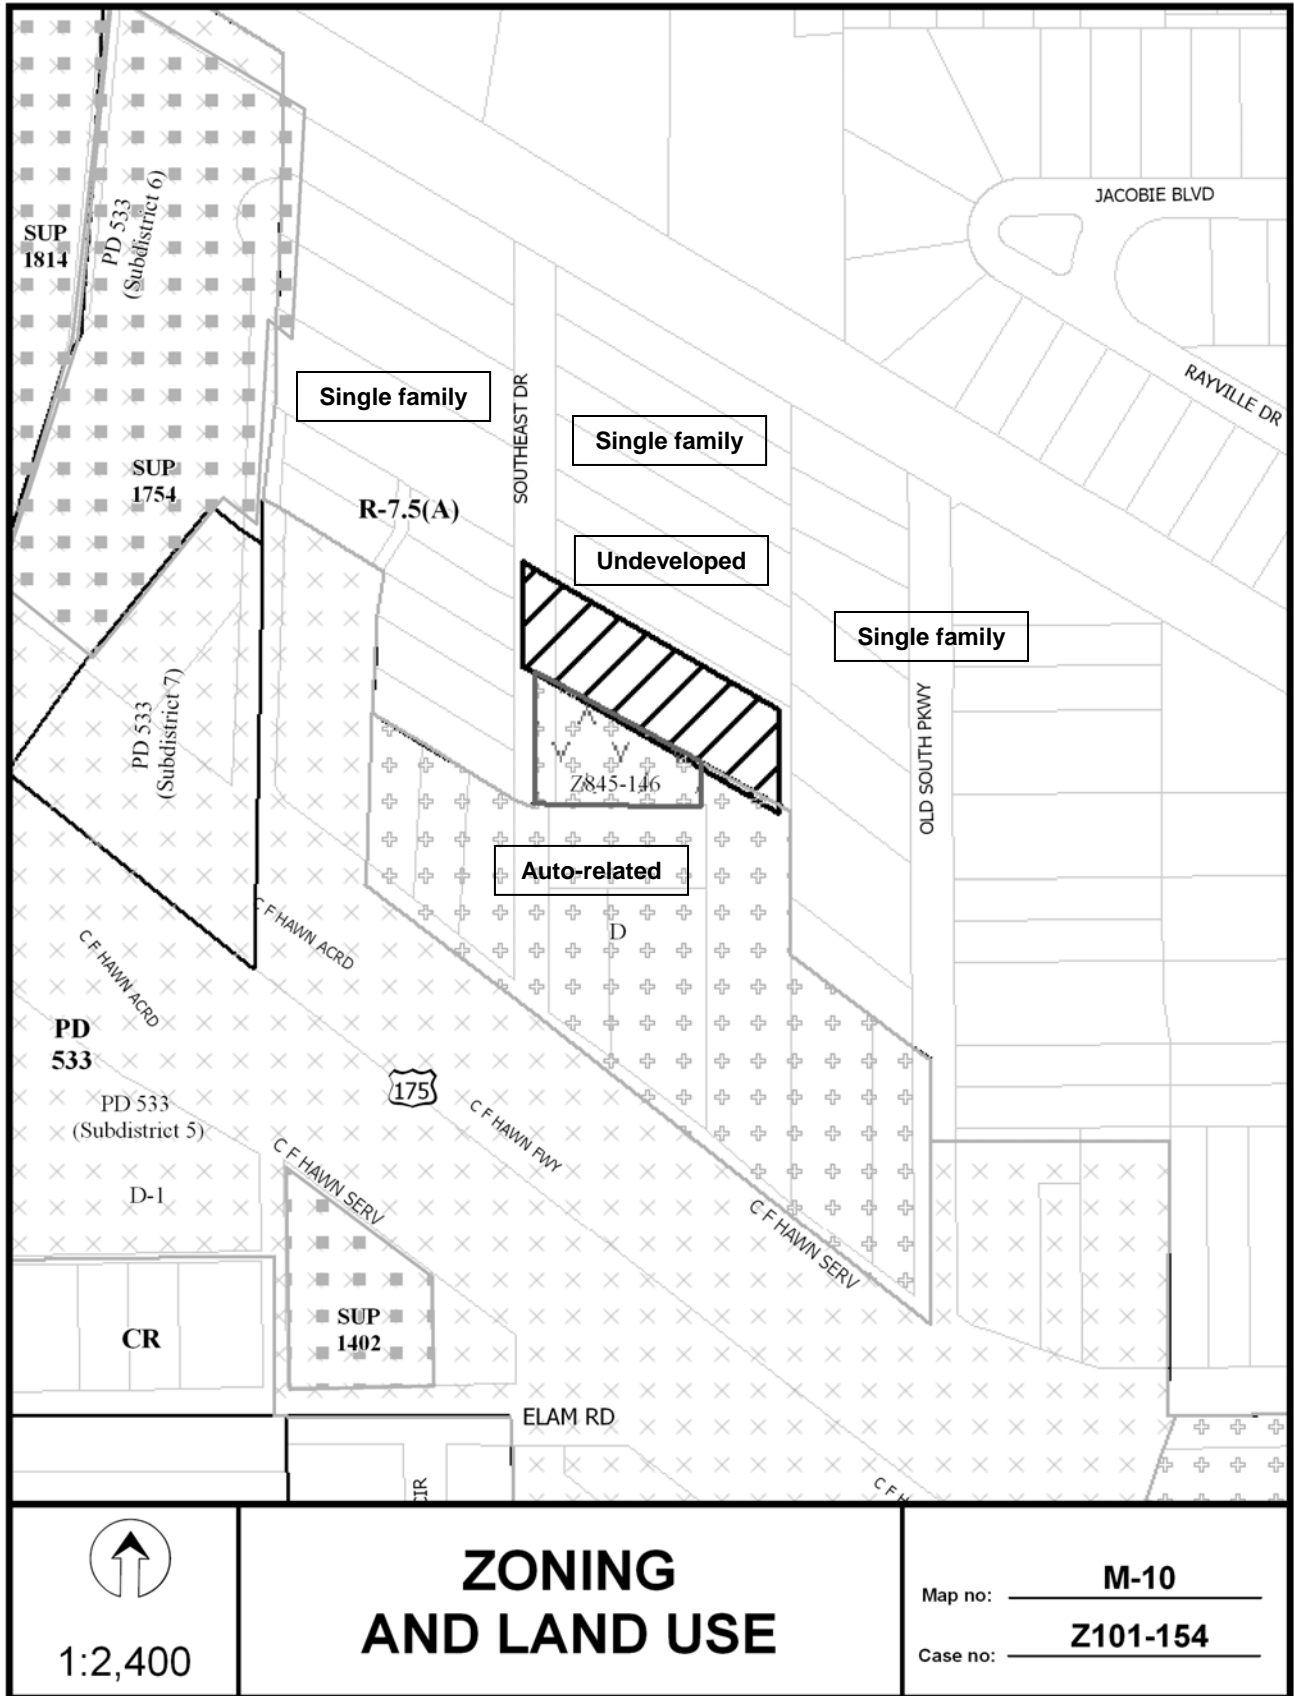 JACOBIE BLVD
PD 533
(Subdistrict 6)
SUP
1814
RAYVILLE DR
Single family
SOUTHEAST DR
Single family
SUP
1754
R-7.5(A)
Undeveloped
Single family
PD 533
(Subdistrict 7)
OLD SOUTH PKWY
Z845-146
Auto-related
D
C F HAWN ACRD
C F HAWN ACRD
PD
533
175
PD 533
(Subdistrict 5)
C F HAWN FWY
C F HAWN SERV
D-1
C F HAWN SERV
SUP
1402
CR
ELAM RD
CIR
C F H
1:2,400
ZONING
AND LAND USE
Map no: M-10
Case no: Z101-154